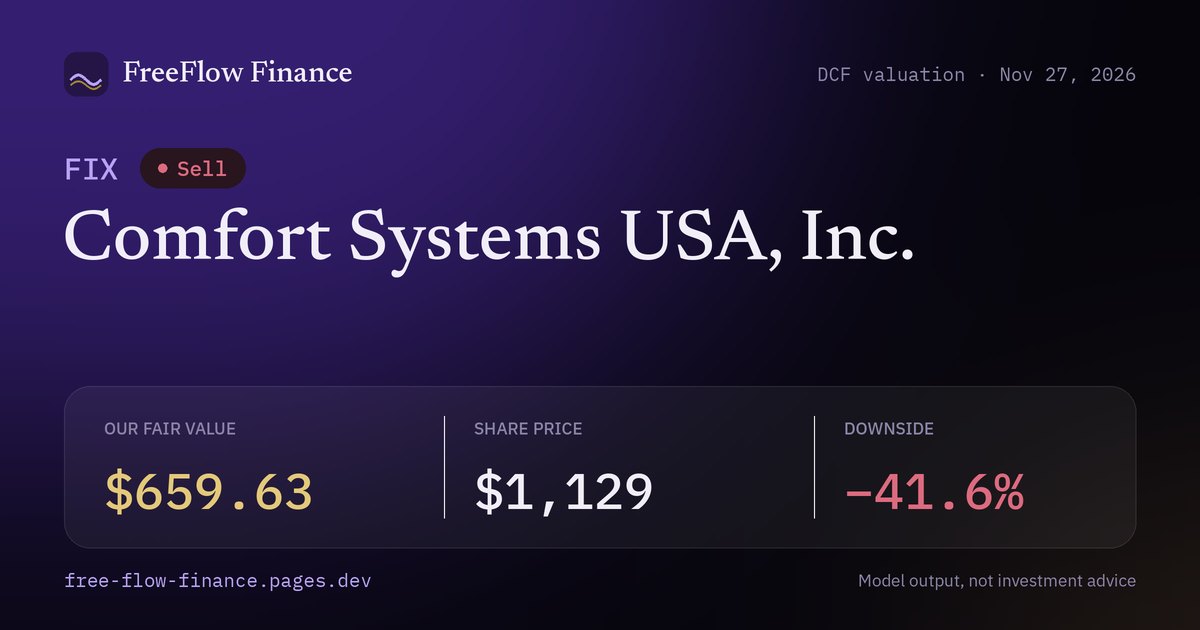 FreeFlow Finance
DCF valuation · Nov 27, 2026
FIX
Sell
Comfort Systems USA, Inc.
OUR FAIR VALUE
SHARE PRICE
DOWNSIDE
$659.63
$1,129
−41.6%
free-flow-finance.pages.dev
Model output, not investment advice